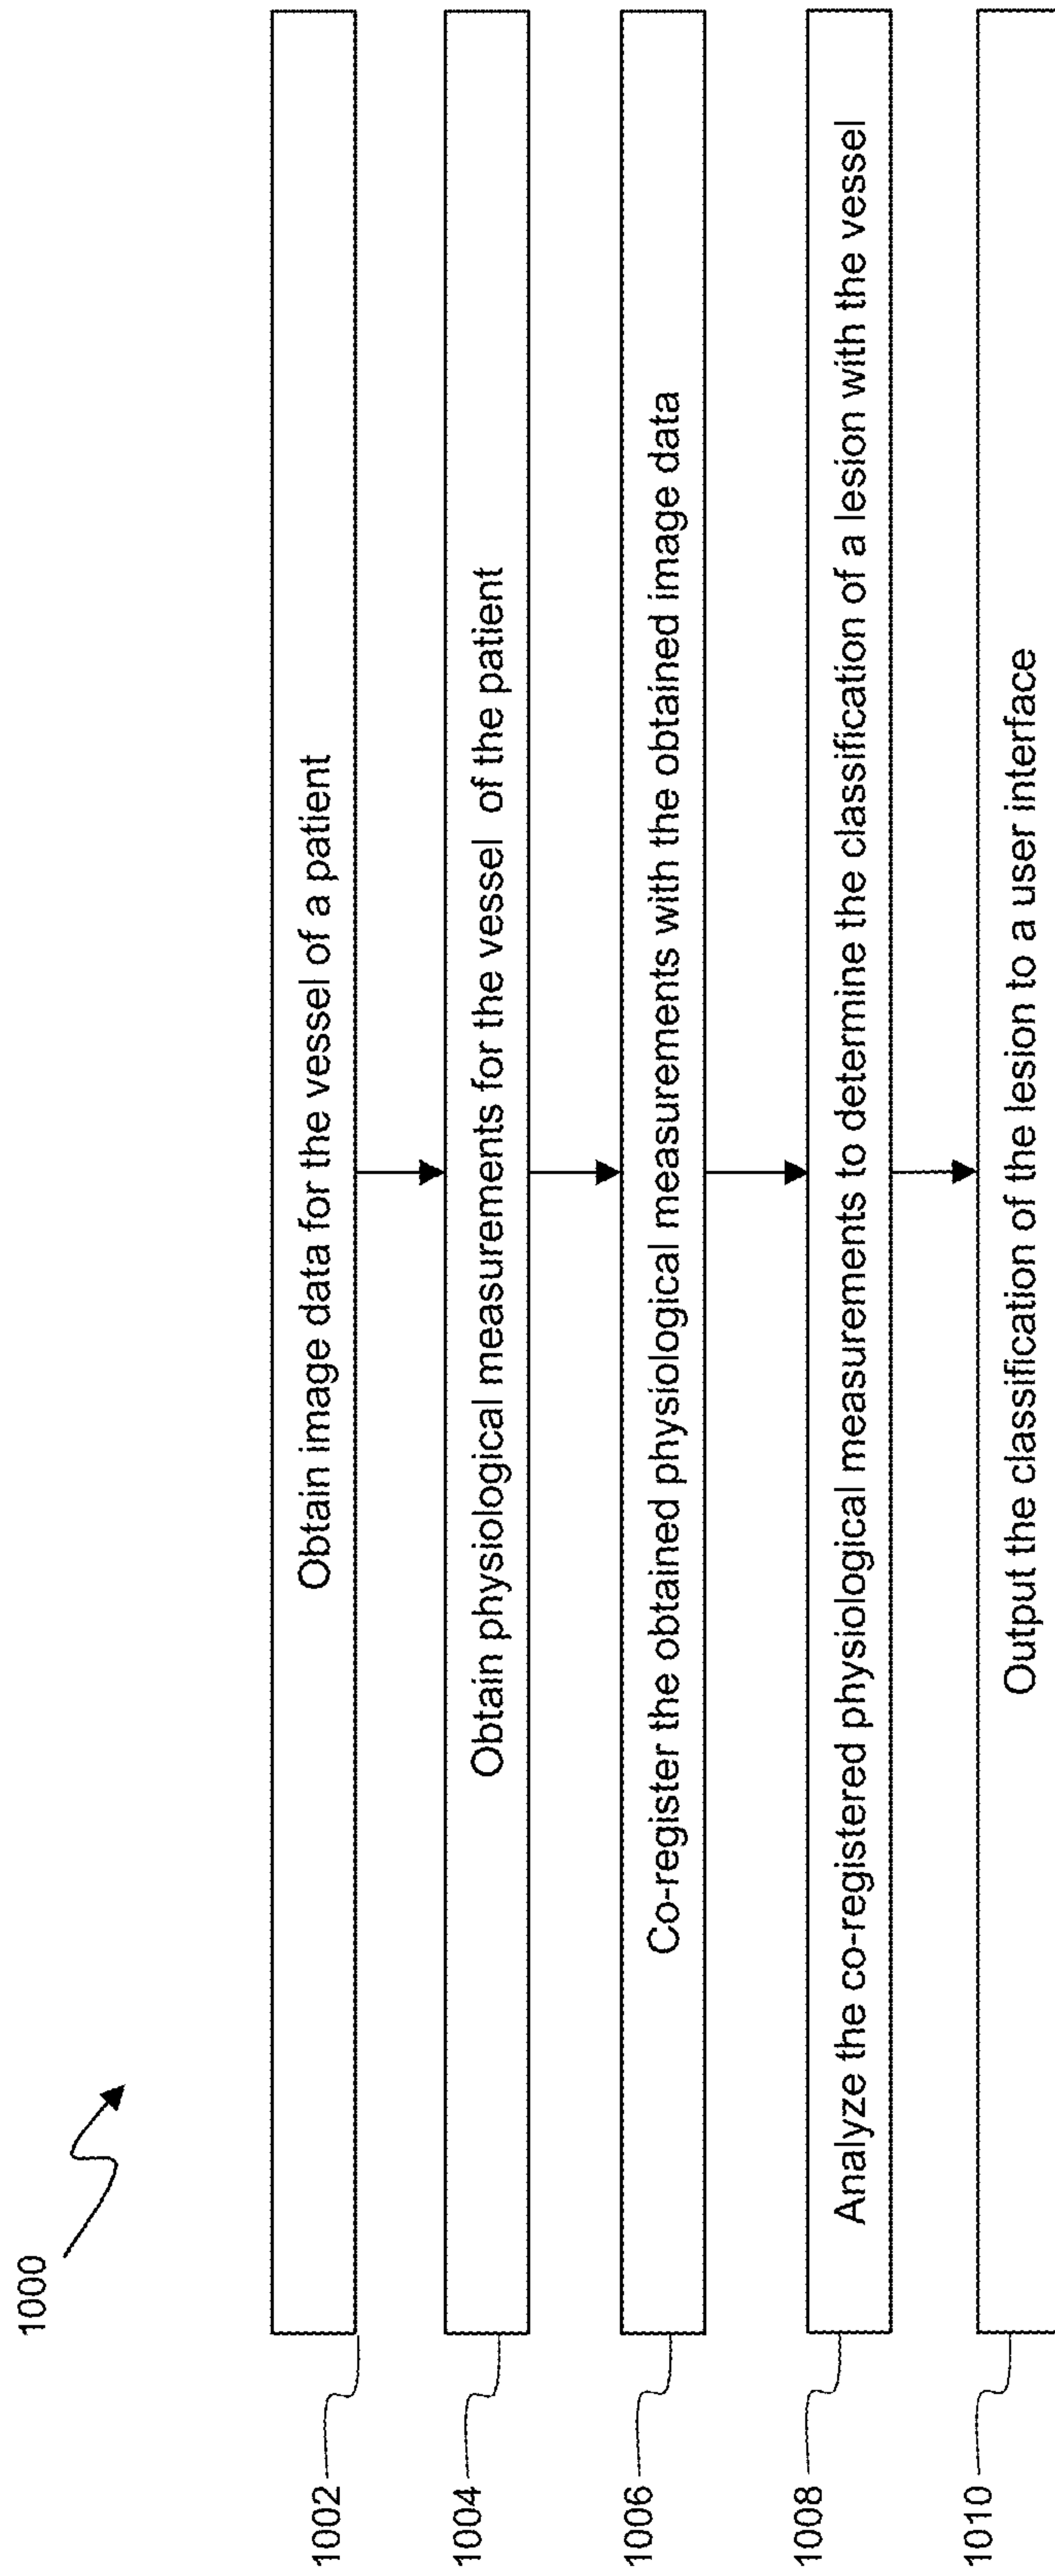 1000
1002
Obtain image data for the vessel of a patient
1004
Obtain physiological measurements for the vessel of the patient
1006
Co-register the obtained physiological measurements with the obtained image data
1008
Analyze the co-registered physiological measurements to determine the classification of a lesion with the vessel
1010
Output the classification of the lesion to a user interface